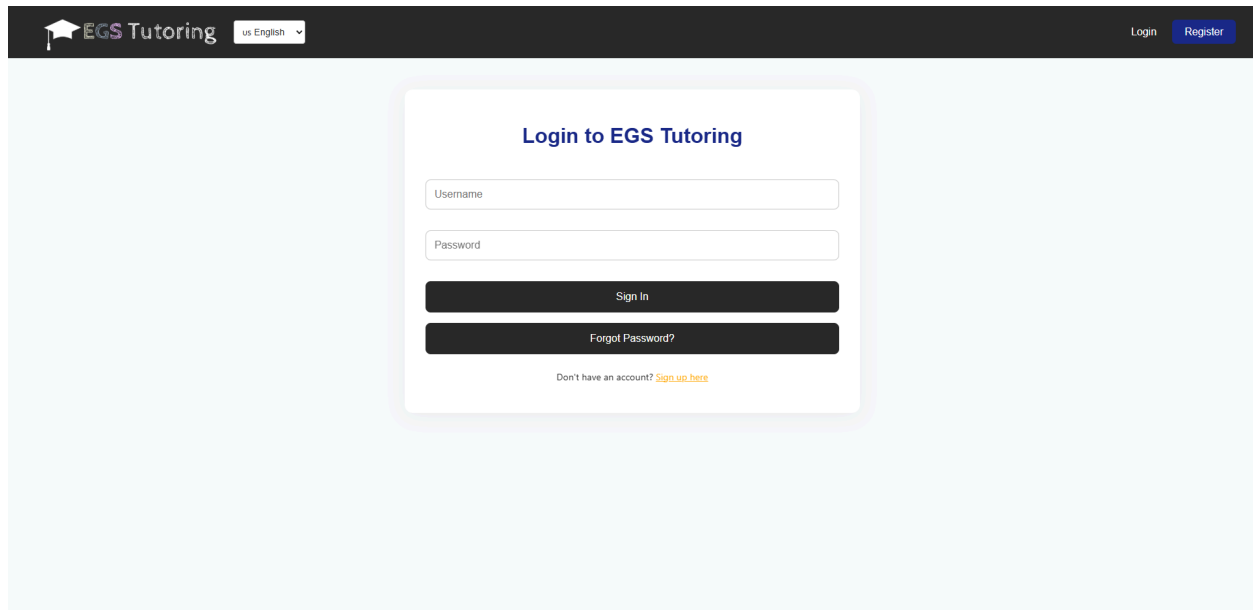 EGS Tutoring
us English
Login
Register
Login to EGS Tutoring
Username
Password
Sign In
Forgot Password?
Don't have an account? Sign up here